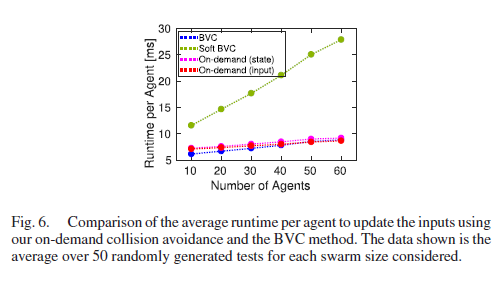 30
25
20
15
10
5
Runtime per Agent [ms]
BVC
Soft BVC
On-demand (state)
On-demand (input)
10 20 30 40 50 60
Number of Agents
Fig. 6. Comparison of the average runtime per agent to update the inputs using
our on-demand collision avoidance and the BVC method. The data shown is the
average over 50 randomly generated tests for each swarm size considered.